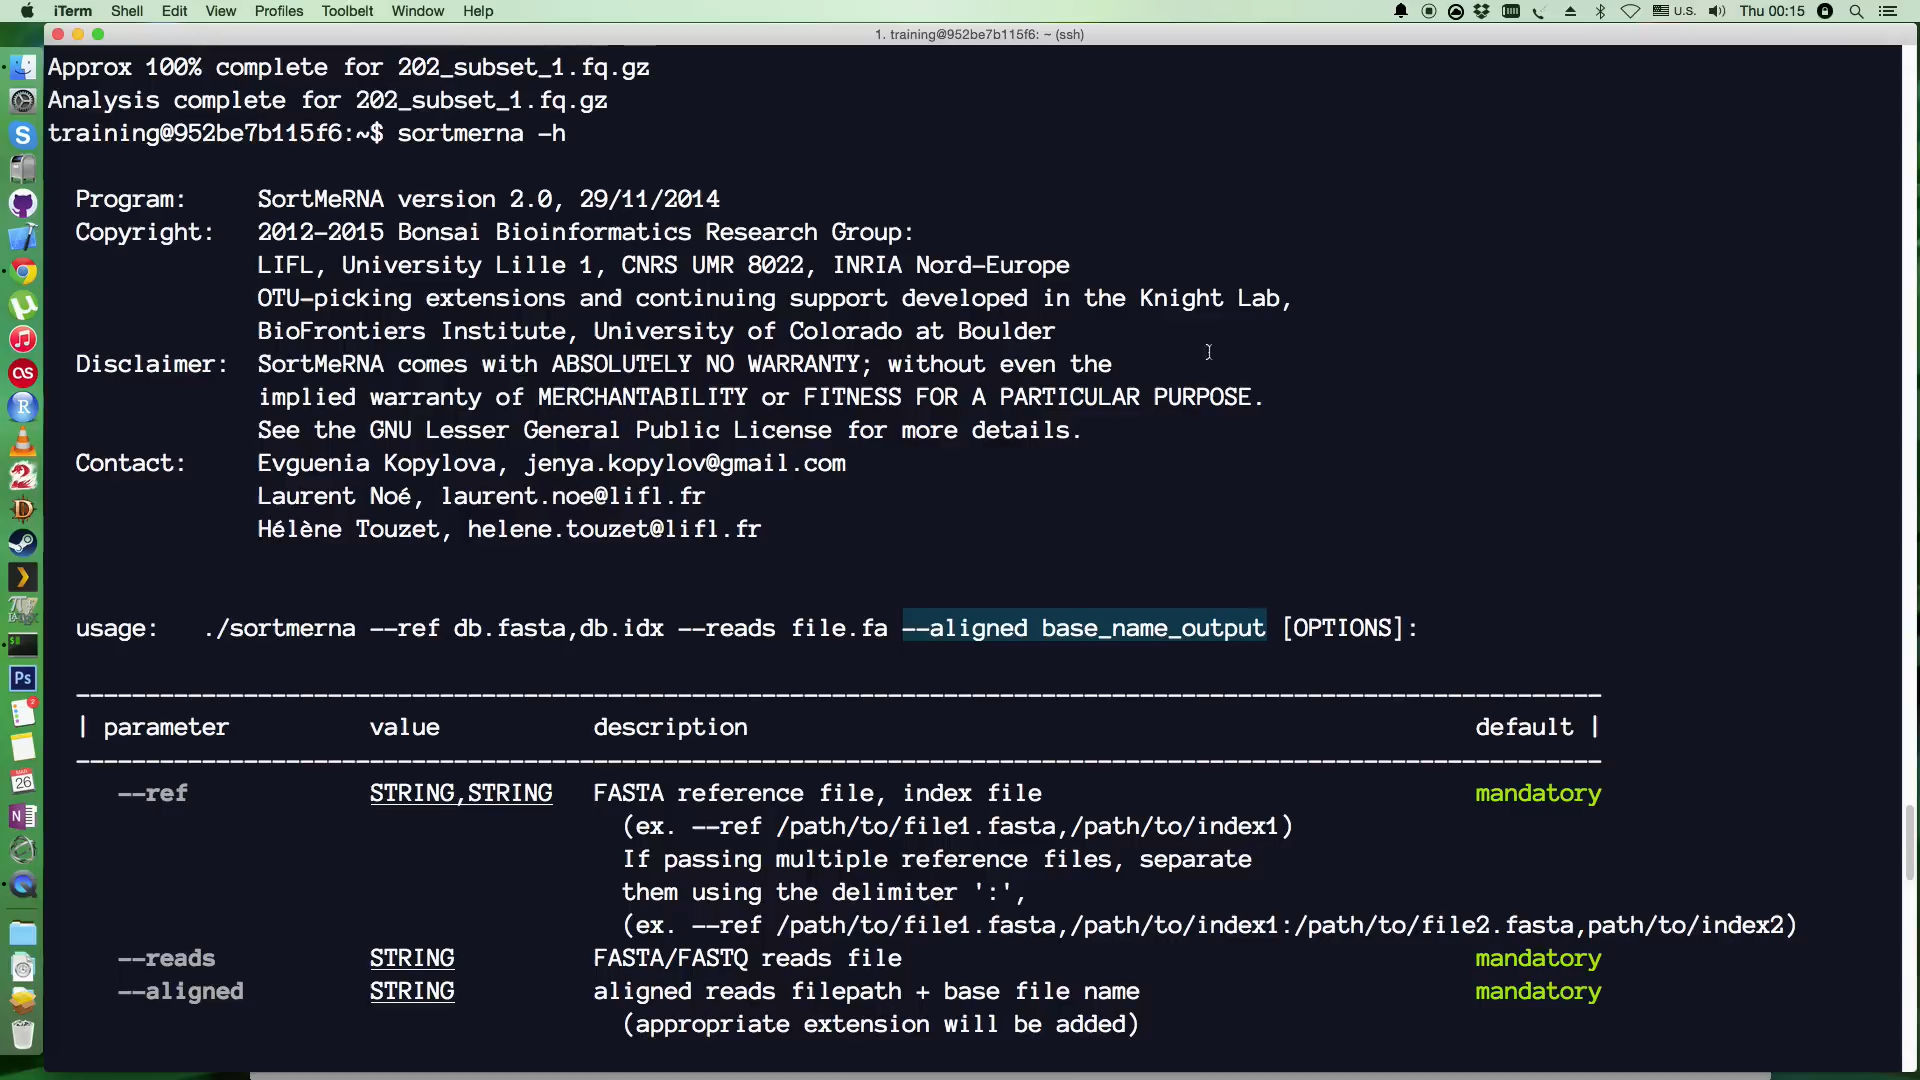 iTerm Shell Edit View Profiles Toolbelt Window Help U.S. Thu 00:15
1. training@952be7b115f6: ~ (ssh)
Approx 100% complete for 202_subset_1.fq.gz
Analysis complete for 202_subset_1.fq.gz
training@952be7b115f6:~$ sortmerna -h
Program: SortMeRNA version 2.0, 29/11/2014
Copyright: 2012-2015 Bonsai Bioinformatics Research Group:
LIFL, University Lille 1, CNRS UMR 8022, INRIA Nord-Europe
OTU-picking extensions and continuing support developed in the Knight Lab,
BioFrontiers Institute, University of Colorado at Boulder
Disclaimer: SortMeRNA comes with ABSOLUTELY NO WARRANTY; without even the
implied warranty of MERCHANTABILITY or FITNESS FOR A PARTICULAR PURPOSE.
See the GNU Lesser General Public License for more details.
Contact: Evguenia Kopylova, jenya.kopylov@gmail.com
Laurent Noé, laurent.noe@lifl.fr
Hélène Touzet, helene.touzet@lifl.fr
usage: ./sortmerna --ref db.fasta,db.idx --reads file.fa --aligned base_name_output [OPTIONS]:
| parameter value description default |
--ref STRING,STRING FASTA reference file, index file mandatory
(ex. --ref /path/to/file1.fasta,/path/to/index1)
If passing multiple reference files, separate
them using the delimiter ':',
(ex. --ref /path/to/file1.fasta,/path/to/index1:/path/to/file2.fasta,path/to/index2)
--reads STRING FASTA/FASTQ reads file mandatory
--aligned STRING aligned reads filepath + base file name mandatory
(appropriate extension will be added)